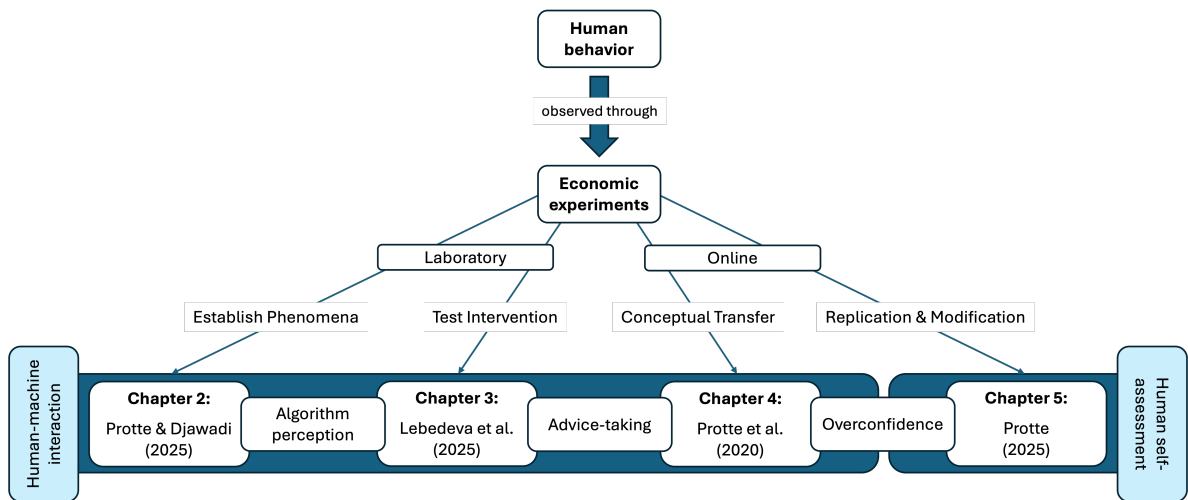 Human
behavior
observed through
Economic
experiments
Laboratory
Online
Establish Phenomena
Test Intervention
Conceptual Transfer
Replication & Modification
Human-machine
interaction
Chapter 2:
Protte & Djawadi
(2025)
Algorithm
perception
Chapter 3:
Lebedeva et al.
(2025)
Advice-taking
Chapter 4:
Protte et al.
(2020)
Overconfidence
Chapter 5:
Protte
(2025)
Human self-
assessment